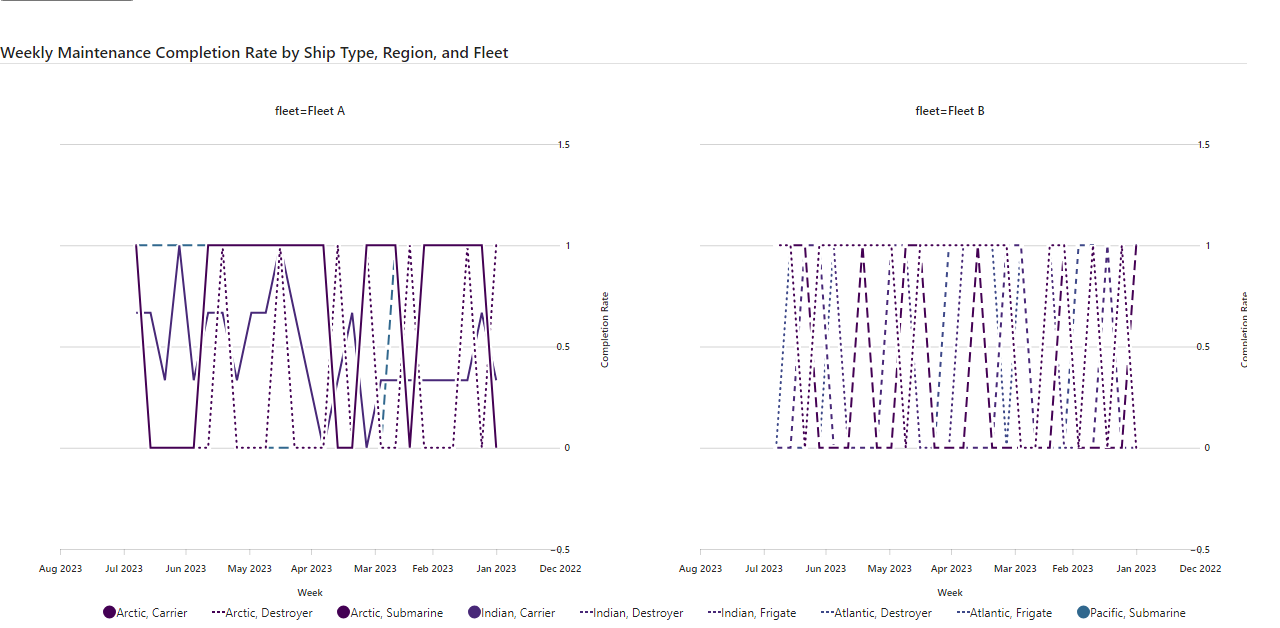 Weekly Maintenance Completion Rate by Ship Type, Region, and Fleet
fleet=Fleet A
1.5
1
0.5
0
−0.5
Completion Rate
Aug 2023 Jul 2023 Jun 2023 May 2023 Apr 2023 Mar 2023 Feb 2023 Jan 2023 Dec 2022
Week
fleet=Fleet B
1.5
1
0.5
0
−0.5
Completion Rate
Aug 2023 Jul 2023 Jun 2023 May 2023 Apr 2023 Mar 2023 Feb 2023 Jan 2023 Dec 2022
Week
Arctic, Carrier Arctic, Destroyer Arctic, Submarine Indian, Carrier Indian, Destroyer Indian, Frigate Atlantic, Destroyer Atlantic, Frigate Pacific, Submarine